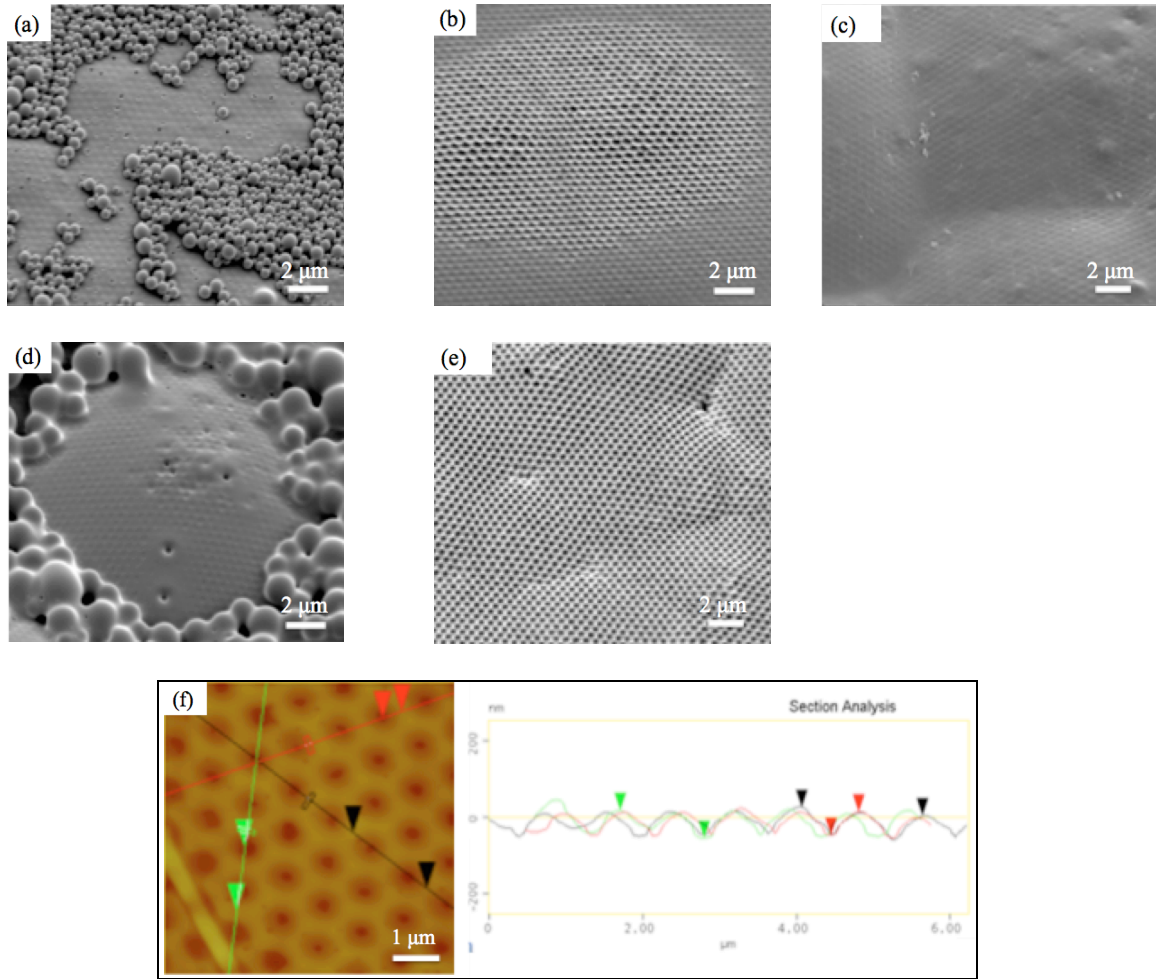 (a)
2 μm
(b)
2 μm
(c)
2 μm
(d)
2 μm
(e)
2 μm
(f)
1 μm
Section Analysis
nm
200
0
-200
0
2.00
4.00
6.00
μm